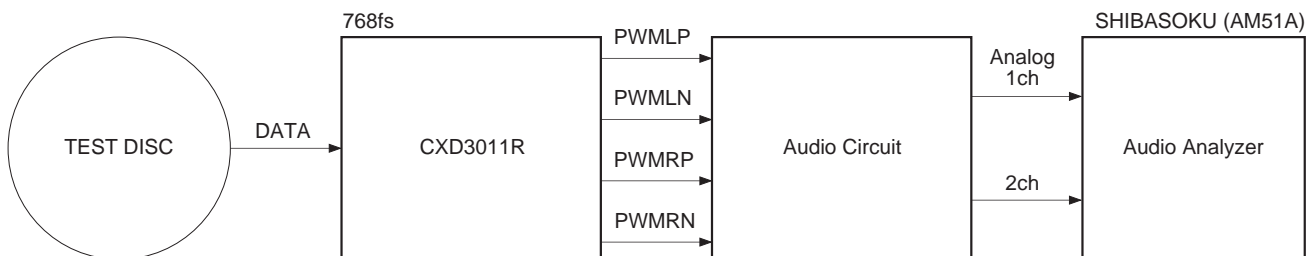 768fs
SHIBASOKU (AM51A)
TEST DISC
DATA
CXD3011R
PWMLP
PWMLN
PWMRP
PWMRN
Audio Circuit
Analog
1ch
2ch
Audio Analyzer